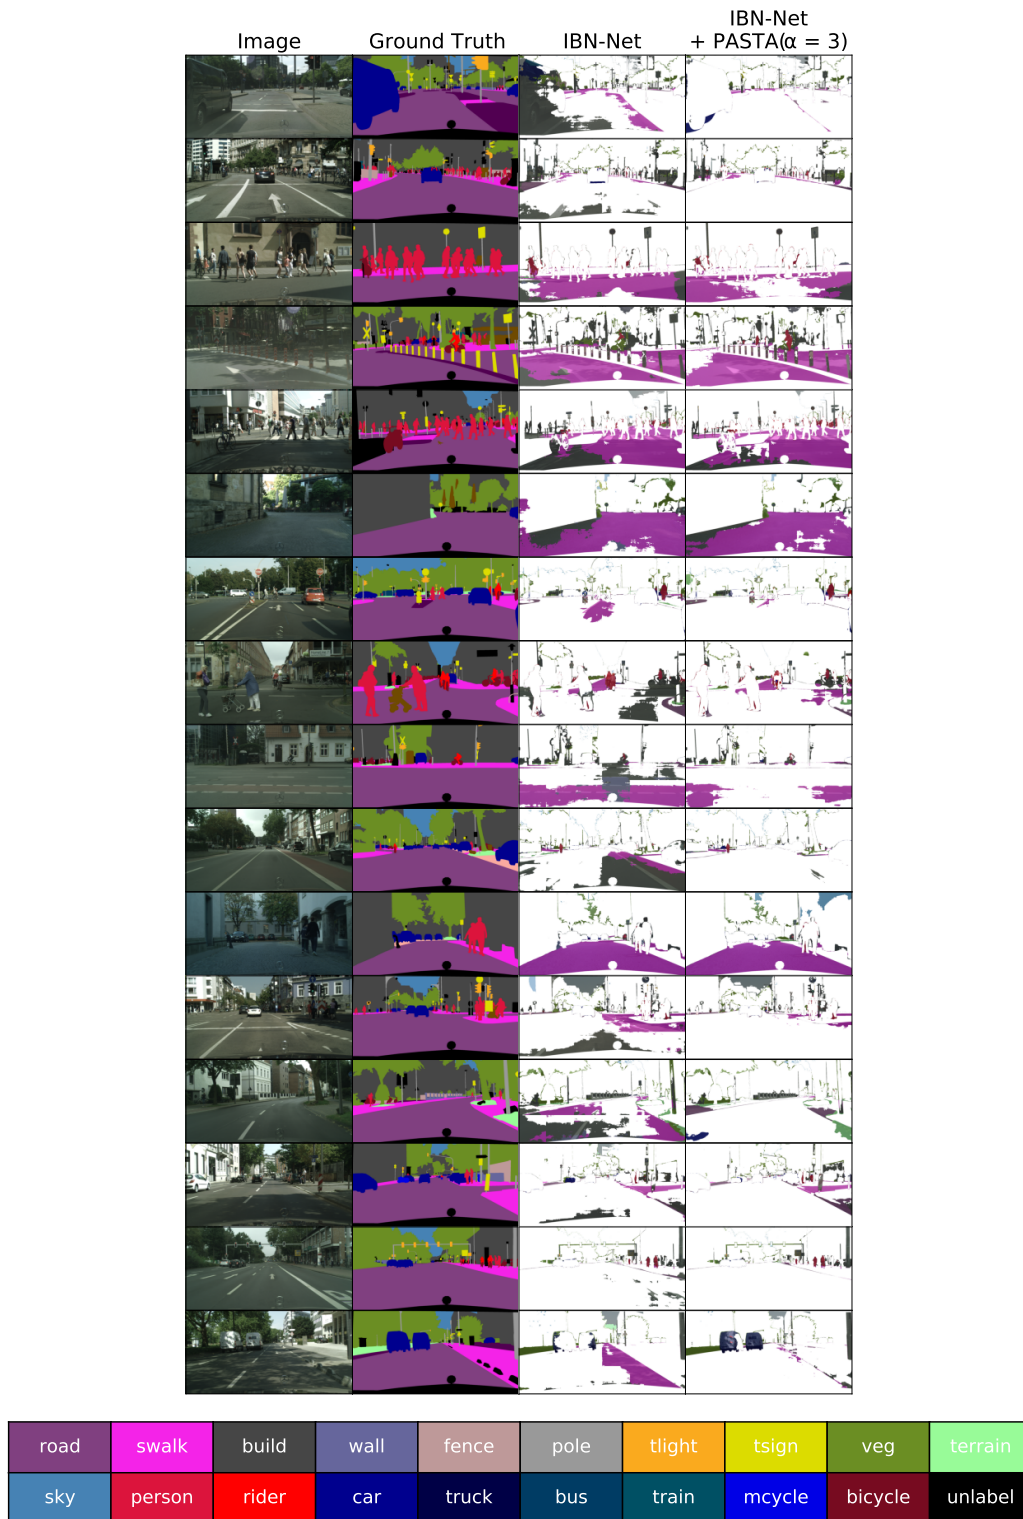 Image
Ground Truth
IBN-Net
IBN-Net
+ PASTA(α = 3)
road swalk build wall fence pole tlight tsign veg terrain
sky person rider car truck bus train mcycle bicycle unlabel